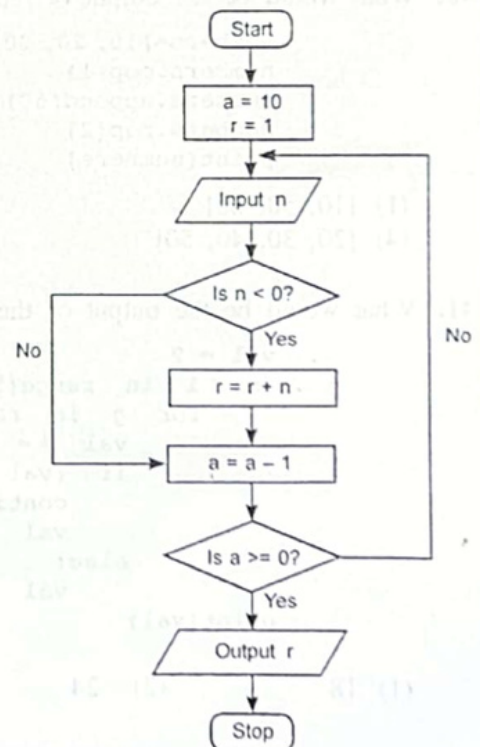 Start
a = 10
r = 1
Input n
Is n < 0?
Yes
No
No
r = r + n
a = a – 1
Is a >= 0?
Yes
Output r
Stop